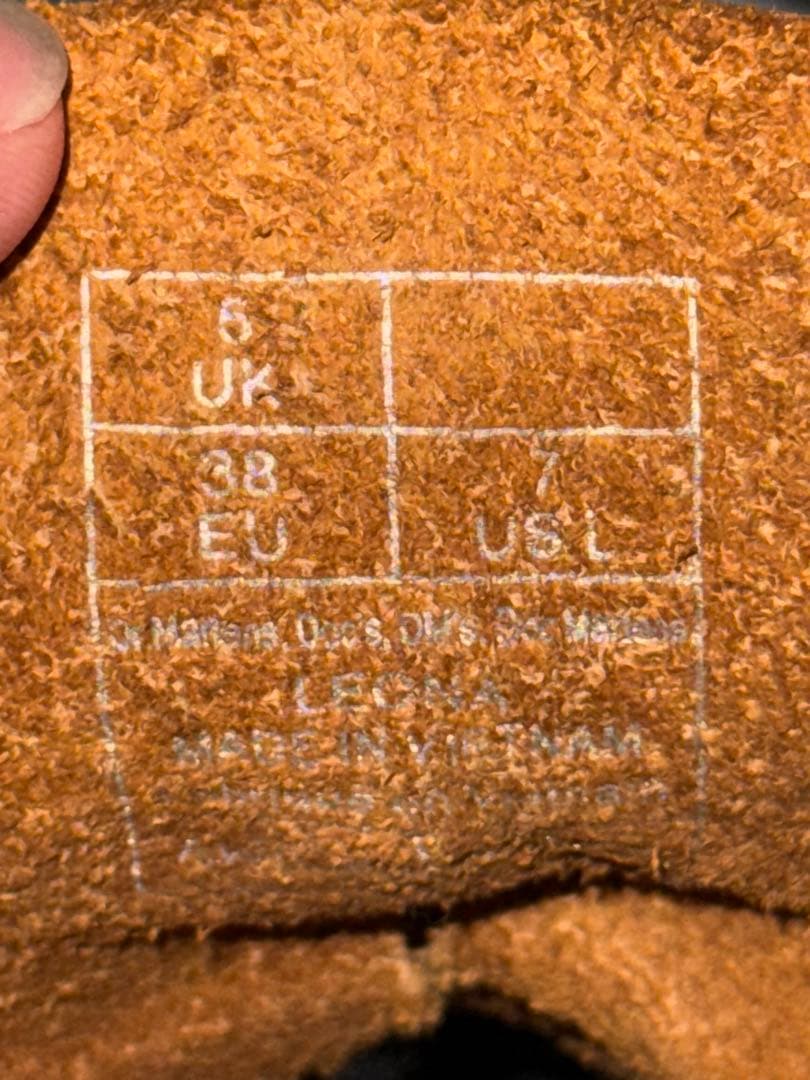 5
UK
38
EU
7
US L
Dr Martens, Doc's, DM's, Doc Martens
LEONA
MADE IN VIETNAM